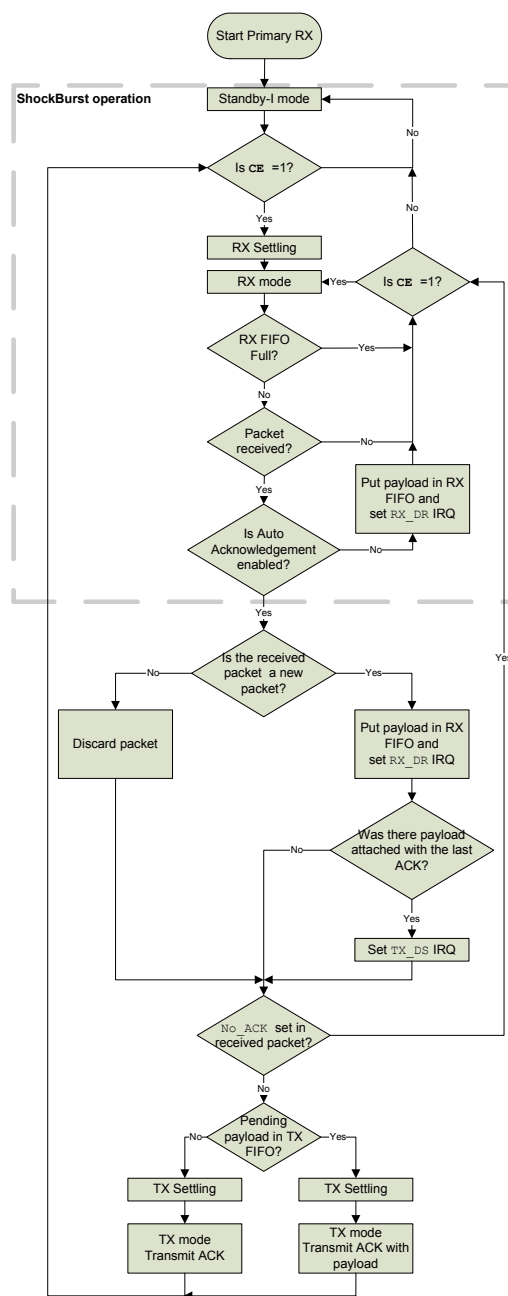 Start Primary RX
ShockBurst operation
Standby-I mode
No
Is CE =1?
No
Yes
RX Settling
RX mode
Yes
Is CE =1?
RX FIFO
Full?
Yes
No
Packet
received?
No
Put payload in RX
FIFO and
set RX_DR IRQ
Yes
Is Auto
Acknowledgement
enabled?
No
Yes
Yes
Is the received
packet a new
packet?
No
Yes
Discard packet
Put payload in RX
FIFO and
set RX_DR IRQ
Was there payload
attached with the last
ACK?
No
Yes
Set TX_DS IRQ
No_ACK set in
received packet?
No
Pending
payload in TX
FIFO?
No
Yes
TX Settling
TX Settling
TX mode
Transmit ACK
TX mode
Transmit ACK with
payload